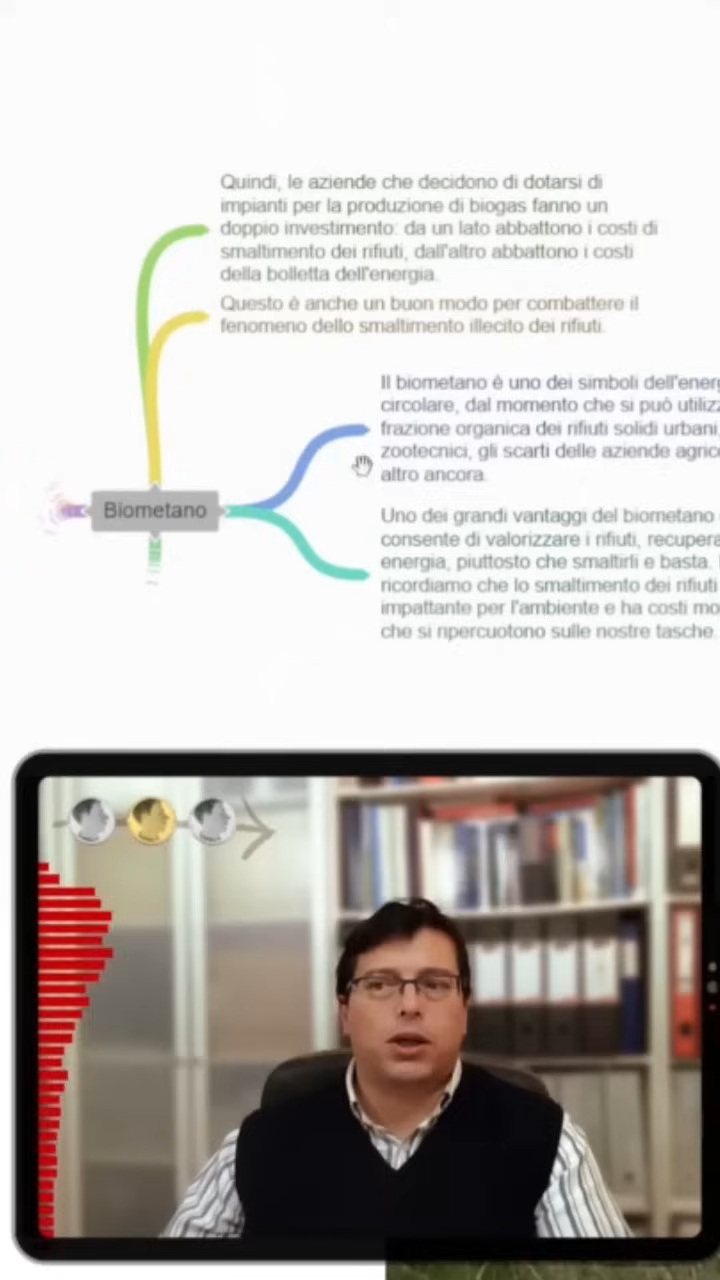 Quindi, le aziende che decidono di dotarsi di
impianti per la produzione di biogas fanno un
doppio investimento: da un lato abbattono i costi di
smaltimento dei rifiuti, dall'altro abbattono i costi
della bolletta dell'energia.
Questo è anche un buon modo per combattere il
fenomeno dello smaltimento illecito dei rifiuti.
Il biometano è uno dei simboli dell'energ
circolare, dal momento che si può utilizz
frazione organica dei rifiuti solidi urbani,
zootecnici, gli scarti delle aziende agric
altro ancora.
Biometano
Uno dei grandi vantaggi del biometano
consente di valorizzare i rifiuti, recupera
energia, piuttosto che smaltirli e basta.
ricordiamo che lo smaltimento dei rifiuti
impattante per l'ambiente e ha costi mo
che si ripercuotono sulle nostre tasche.